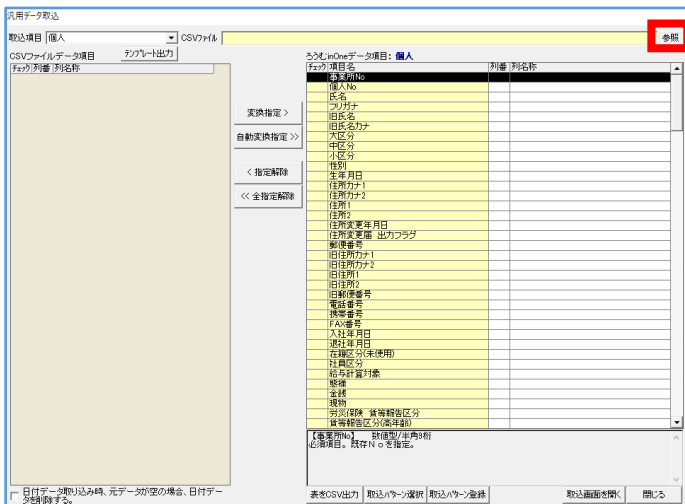 汎用データ取込
取込項目 個人 CSVファイル 参照
CSVファイルデータ項目 テンプレート出力
チェック 列番 列名称
ろうむinOneデータ項目: 個人
チェック 項目名 列番 列名称
事業所No
個人No
氏名
フリガナ
旧氏名
旧氏名カナ
大区分
中区分
小区分
性別
生年月日
住所カナ1
住所カナ2
住所1
住所2
住所変更年月日
住所変更届 出力フラグ
郵便番号
旧住所カナ1
旧住所カナ2
旧住所1
旧住所2
旧郵便番号
電話番号
携帯番号
FAX番号
入社年月日
退社年月日
在籍区分(未使用)
社員区分
給与計算対象
態様
金銭
現物
労災保険 賃等報告区分
賃等報告区分(高年齢)
変換指定 >
自動変換指定 >>
< 指定解除
<< 全指定解除
【事業所No】 数値型/半角9桁
必須項目。既存Noを指定。
日付データ取り込み時、元データが空の場合、日付デー
タを削除する。
表をCSV出力 取込パターン選択 取込パターン登録 取込画面を開く 閉じる